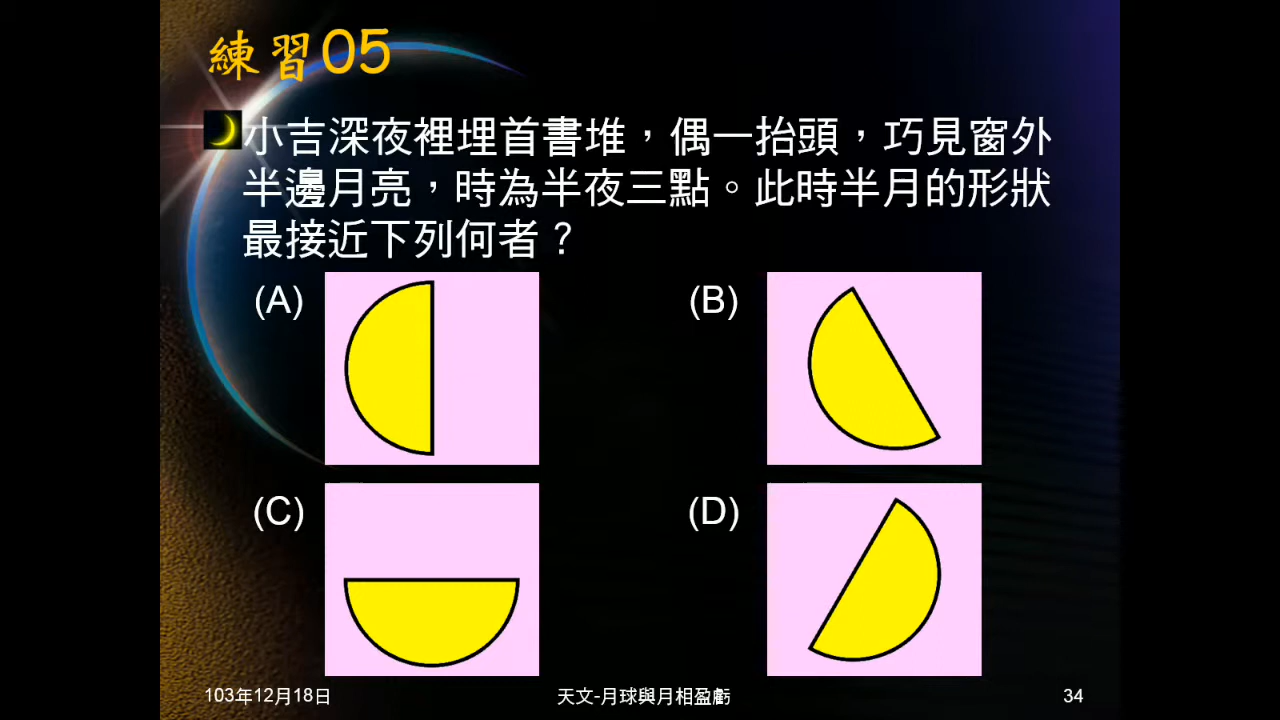 練習05
小吉深夜裡埋首書堆，偶一抬頭，巧見窗外
半邊月亮，時為半夜三點。此時半月的形狀
最接近下列何者？
(A)
(B)
(C)
(D)
103年12月18日
天文-月球與月相盈虧
34